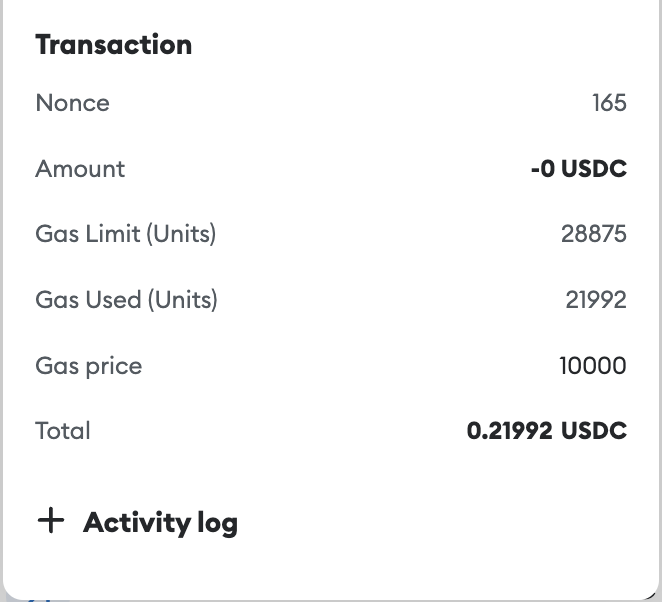 Transaction
Nonce 165
Amount -0 USDC
Gas Limit (Units) 28875
Gas Used (Units) 21992
Gas price 10000
Total 0.21992 USDC
+ Activity log